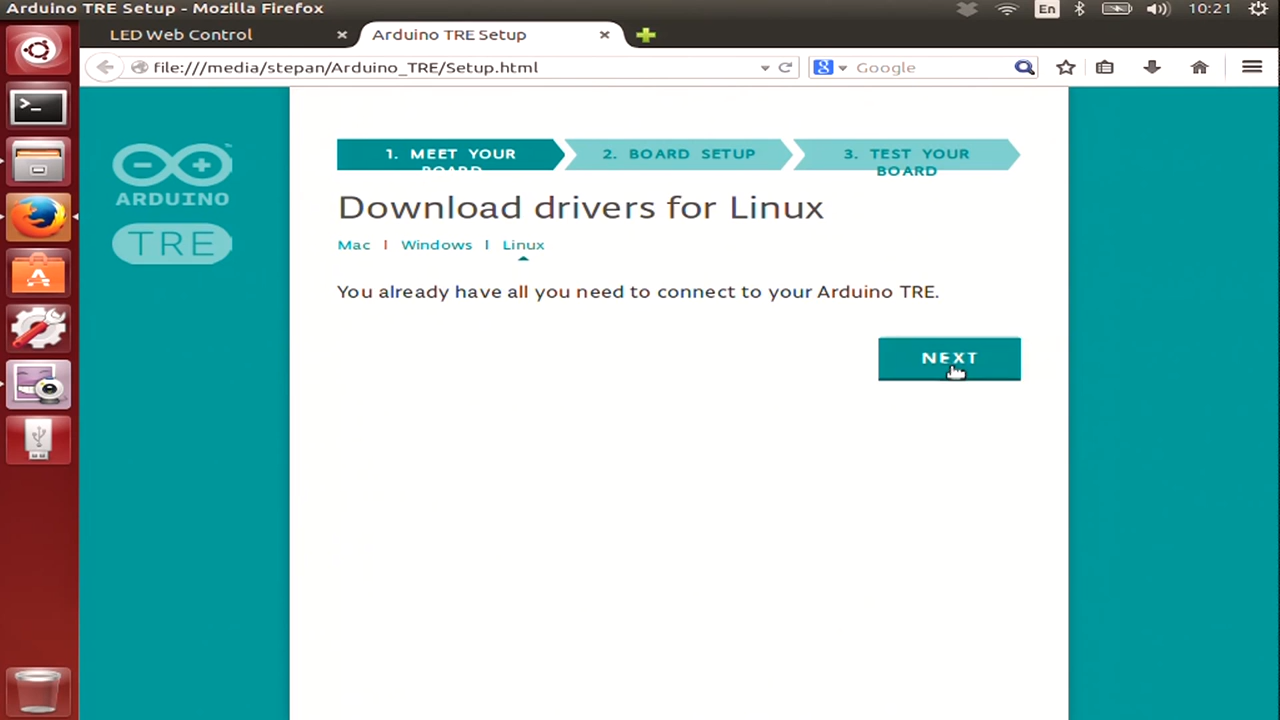 Arduino TRE Setup - Mozilla Firefox
En
10:21
LED Web Control
Arduino TRE Setup
file:///media/stepan/Arduino_TRE/Setup.html
Google
ARDUINO
TRE
1. MEET YOUR
BOARD
2. BOARD SETUP
3. TEST YOUR
BOARD
Download drivers for Linux
Mac | Windows | Linux
You already have all you need to connect to your Arduino TRE.
NEXT